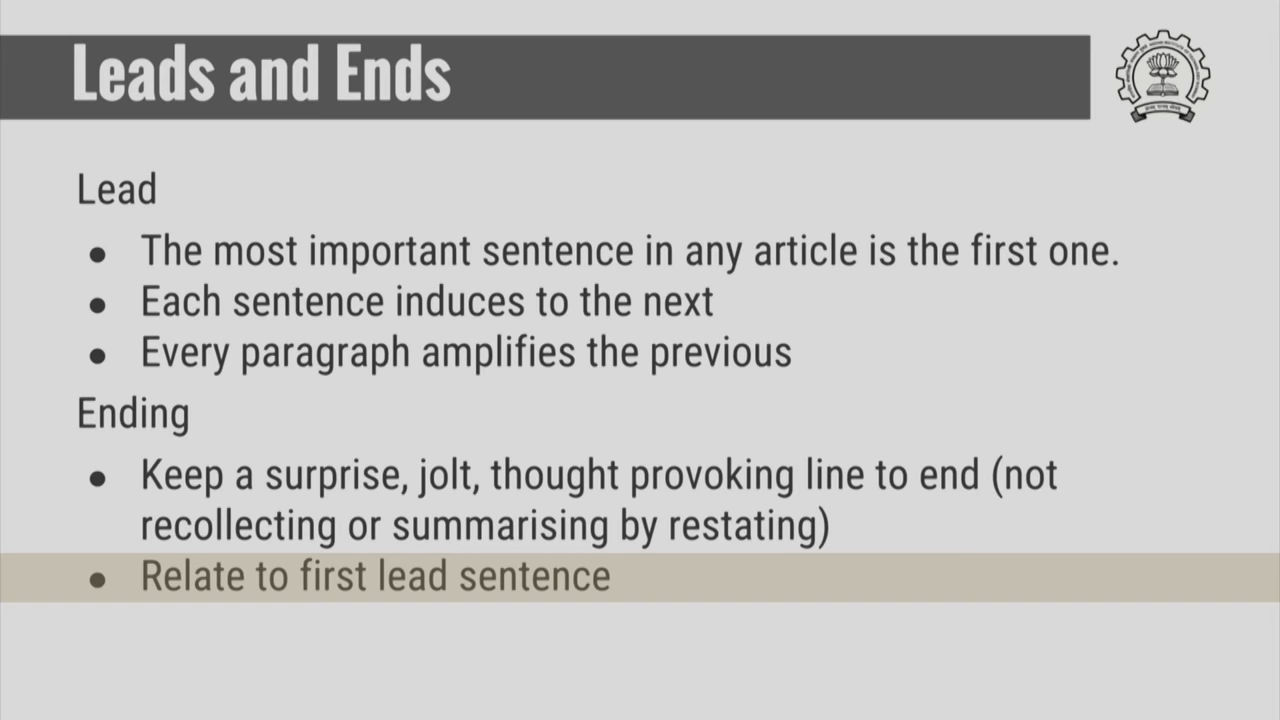 Leads and Ends
Lead
● The most important sentence in any article is the first one.
● Each sentence induces to the next
● Every paragraph amplifies the previous
Ending
● Keep a surprise, jolt, thought provoking line to end (not
recollecting or summarising by restating)
● Relate to first lead sentence